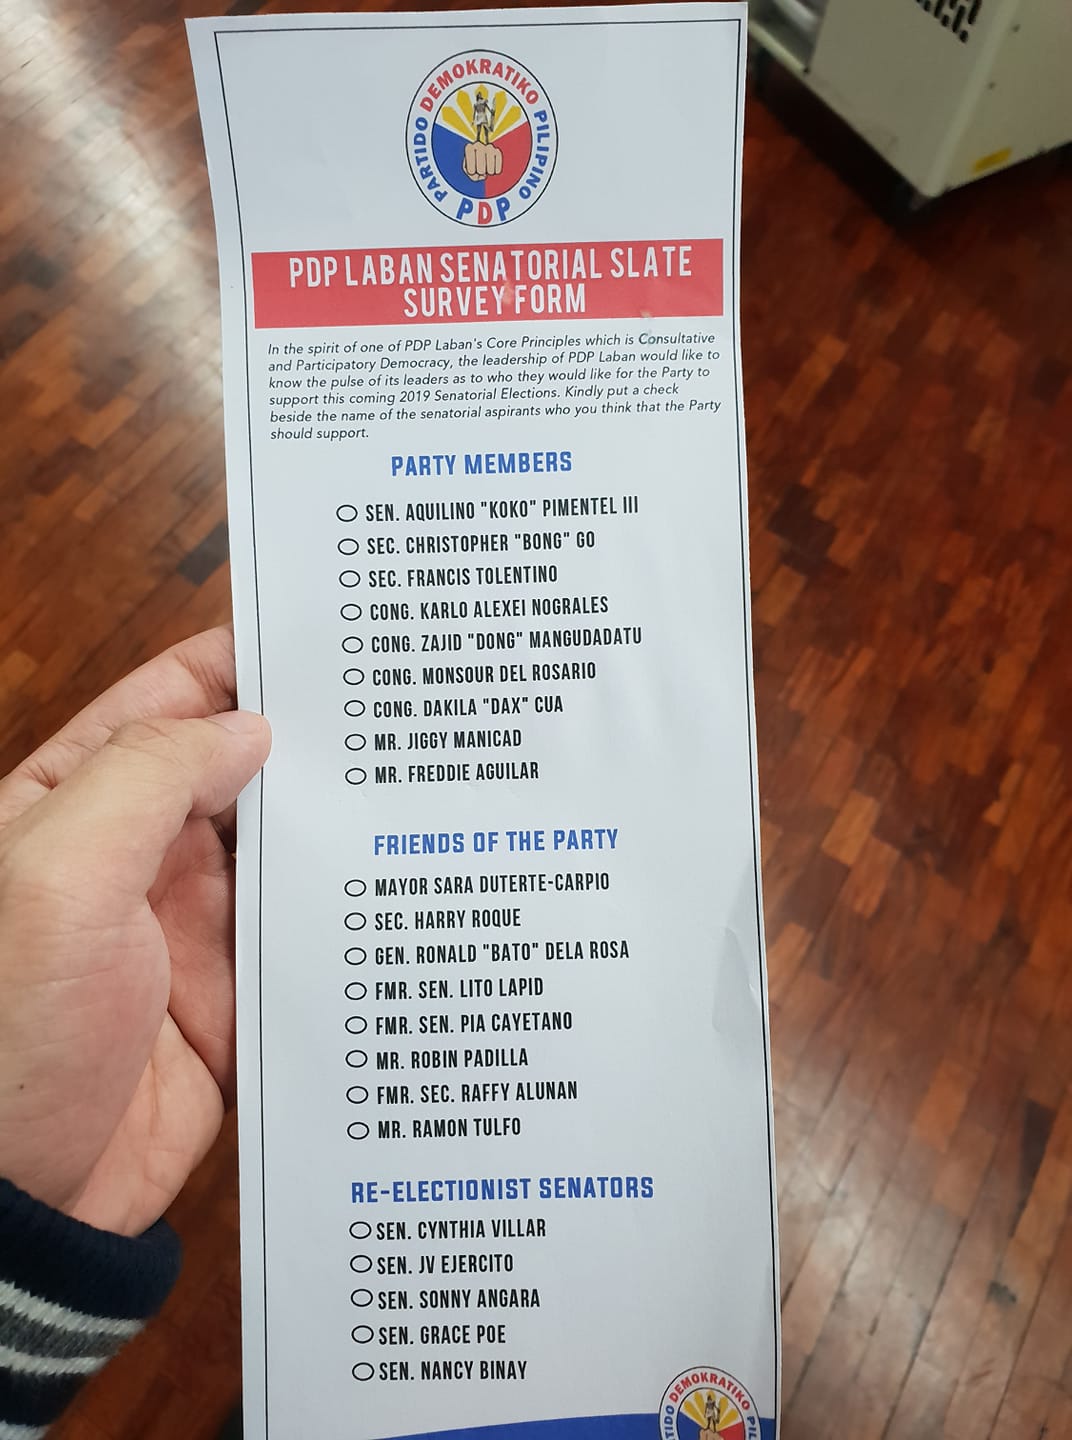 PARTIDO DEMOKRATIKO PILIPINO
PDP
PDP LABAN SENATORIAL SLATE
SURVEY FORM
In the spirit of one of PDP Laban's Core Principles which is Consultative
and Participatory Democracy, the leadership of PDP Laban would like to
know the pulse of its leaders as to who they would like for the Party to
support this coming 2019 Senatorial Elections. Kindly put a check
beside the name of the senatorial aspirants who you think that the Party
should support.
PARTY MEMBERS
SEN. AQUILINO "KOKO" PIMENTEL III
SEC. CHRISTOPHER "BONG" GO
SEC. FRANCIS TOLENTINO
CONG. KARLO ALEXEI NOGRALES
CONG. ZAJID "DONG" MANGUDADATU
CONG. MONSOUR DEL ROSARIO
CONG. DAKILA "DAX" CUA
MR. JIGGY MANICAD
MR. FREDDIE AGUILAR
FRIENDS OF THE PARTY
MAYOR SARA DUTERTE-CARPIO
SEC. HARRY ROQUE
GEN. RONALD "BATO" DELA ROSA
FMR. SEN. LITO LAPID
FMR. SEN. PIA CAYETANO
MR. ROBIN PADILLA
FMR. SEC. RAFFY ALUNAN
MR. RAMON TULFO
RE-ELECTIONIST SENATORS
SEN. CYNTHIA VILLAR
SEN. JV EJERCITO
SEN. SONNY ANGARA
SEN. GRACE POE
SEN. NANCY BINAY
TIDO DEMOKRATIKO PIL